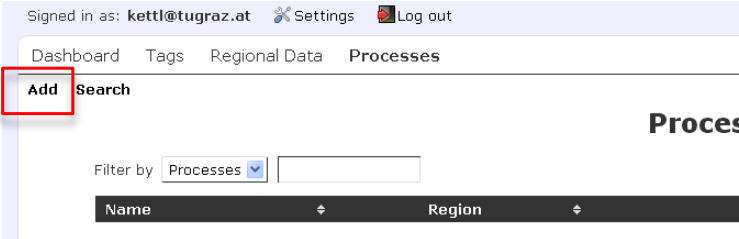 Signed in as: kettl@tugraz.at Settings Log out
Dashboard Tags Regional Data Processes
Add Search
Filter by Processes
Name Region